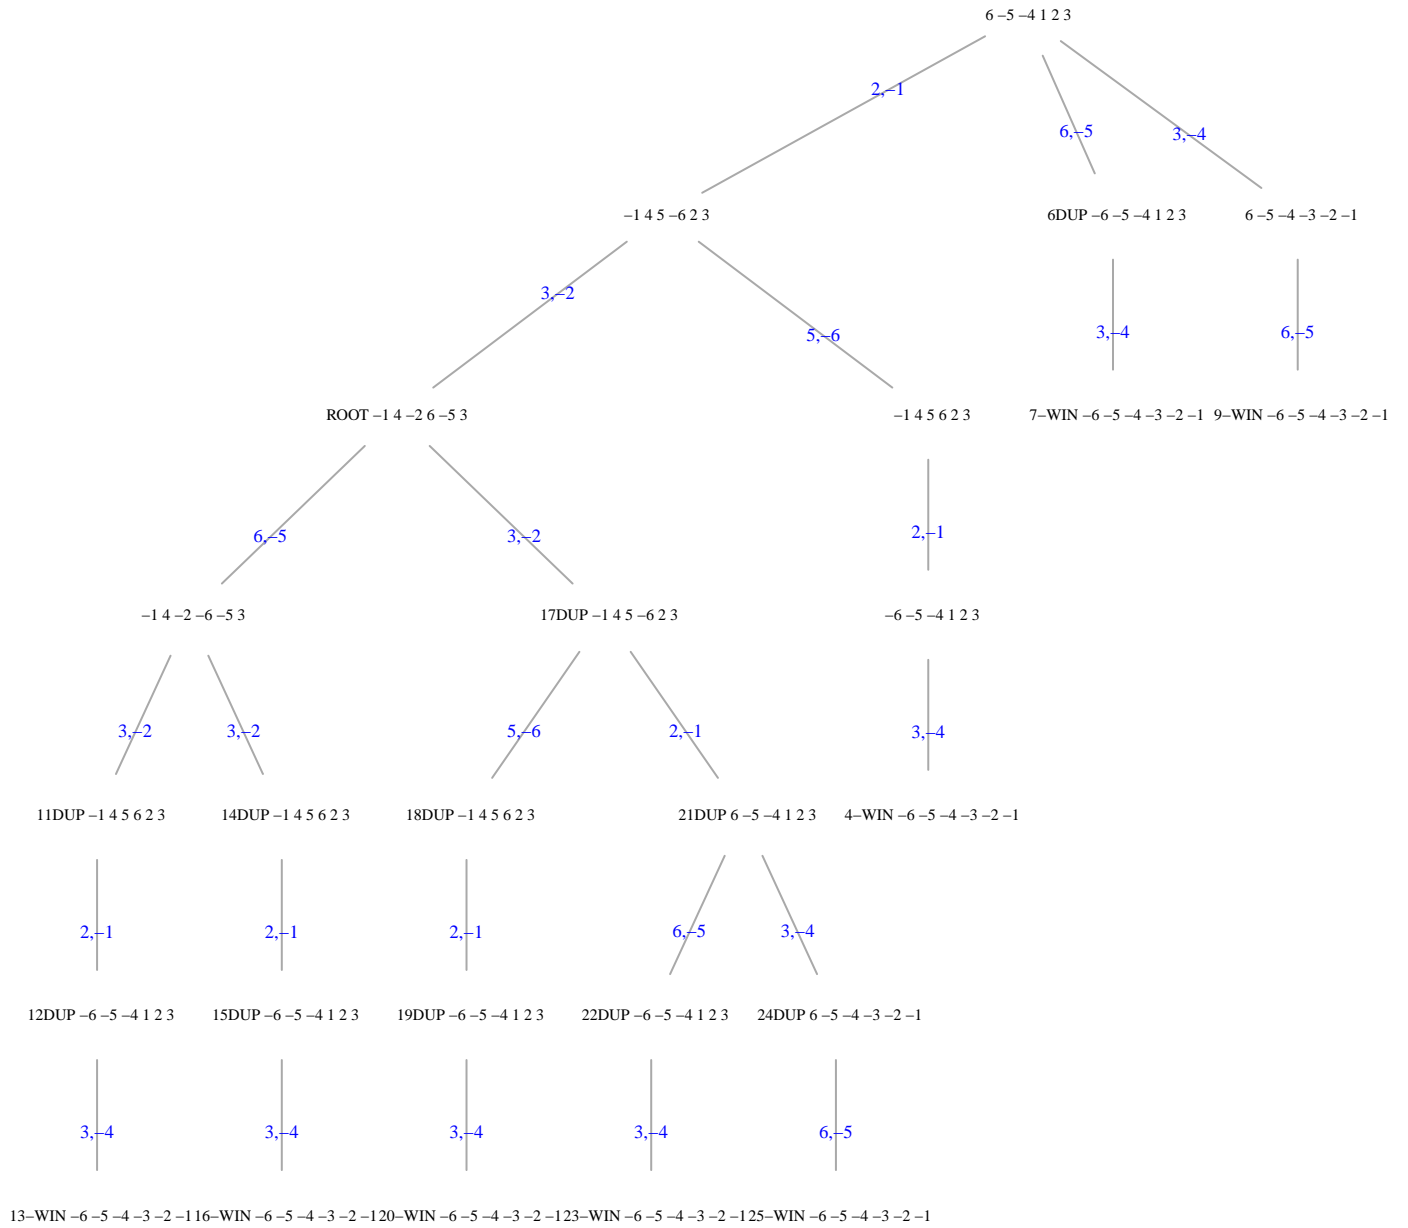 6 –5 –4 1 2 3
2,–1
6,–5
3,–4
–1 4 5 –6 2 3
6DUP –6 –5 –4 1 2 3
6 –5 –4 –3 –2 –1
3,–2
5,–6
3,–4
6,–5
ROOT –1 4 –2 6 –5 3
–1 4 5 6 2 3
7–WIN –6 –5 –4 –3 –2 –1
9–WIN –6 –5 –4 –3 –2 –1
6,–5
3,–2
2,–1
–1 4 –2 –6 –5 3
17DUP –1 4 5 –6 2 3
–6 –5 –4 1 2 3
3,–2
3,–2
5,–6
2,–1
3,–4
11DUP –1 4 5 6 2 3
14DUP –1 4 5 6 2 3
18DUP –1 4 5 6 2 3
21DUP 6 –5 –4 1 2 3
4–WIN –6 –5 –4 –3 –2 –1
2,–1
2,–1
2,–1
6,–5
3,–4
12DUP –6 –5 –4 1 2 3
15DUP –6 –5 –4 1 2 3
19DUP –6 –5 –4 1 2 3
22DUP –6 –5 –4 1 2 3
24DUP 6 –5 –4 –3 –2 –1
3,–4
3,–4
3,–4
3,–4
6,–5
13–WIN –6 –5 –4 –3 –2 –1
16–WIN –6 –5 –4 –3 –2 –1
20–WIN –6 –5 –4 –3 –2 –1
23–WIN –6 –5 –4 –3 –2 –1
25–WIN –6 –5 –4 –3 –2 –1